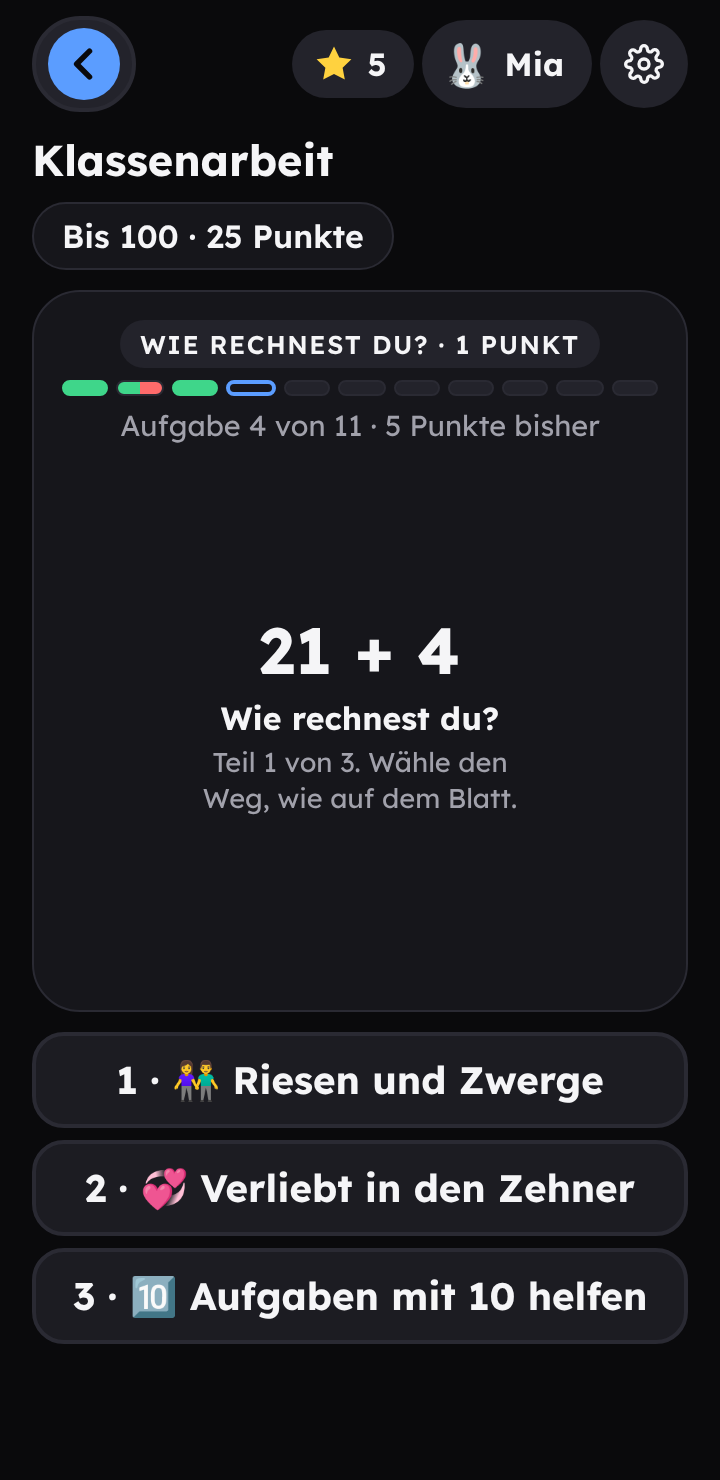 ⭐ 5
🐰 Mia
Klassenarbeit
Bis 100 · 25 Punkte
WIE RECHNEST DU? · 1 PUNKT
Aufgabe 4 von 11 · 5 Punkte bisher
21 + 4
Wie rechnest du?
Teil 1 von 3. Wähle den
Weg, wie auf dem Blatt.
1 · 👫 Riesen und Zwerge
2 · 💞 Verliebt in den Zehner
3 · 🔟 Aufgaben mit 10 helfen